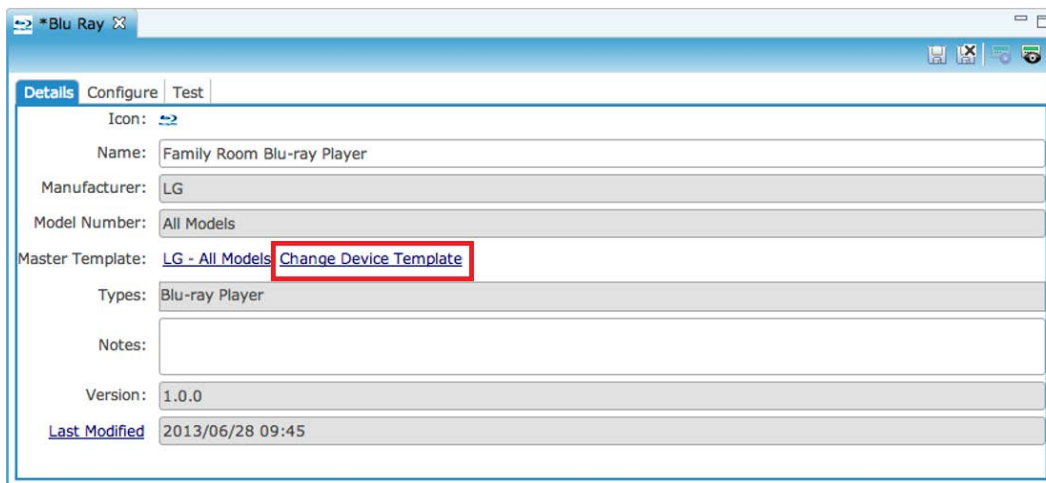 *Blu Ray
Details Configure Test
Icon:
Name: Family Room Blu-ray Player
Manufacturer: LG
Model Number: All Models
Master Template: LG - All Models Change Device Template
Types: Blu-ray Player
Notes:
Version: 1.0.0
Last Modified 2013/06/28 09:45